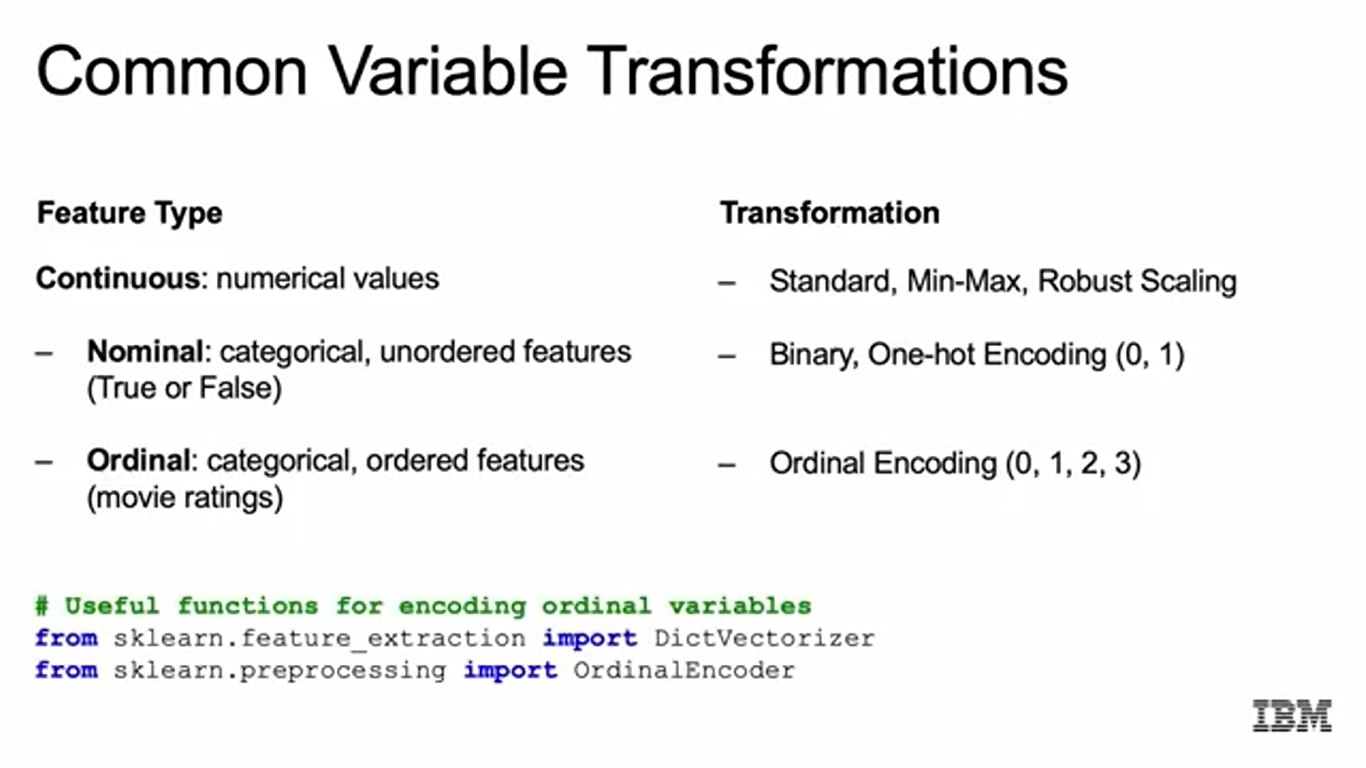 Common Variable Transformations
Feature Type
Transformation
Continuous: numerical values
– Standard, Min-Max, Robust Scaling
– Nominal: categorical, unordered features
(True or False)
– Binary, One-hot Encoding (0, 1)
– Ordinal: categorical, ordered features
(movie ratings)
– Ordinal Encoding (0, 1, 2, 3)
# Useful functions for encoding ordinal variables
from sklearn.feature_extraction import DictVectorizer
from sklearn.preprocessing import OrdinalEncoder
IBM